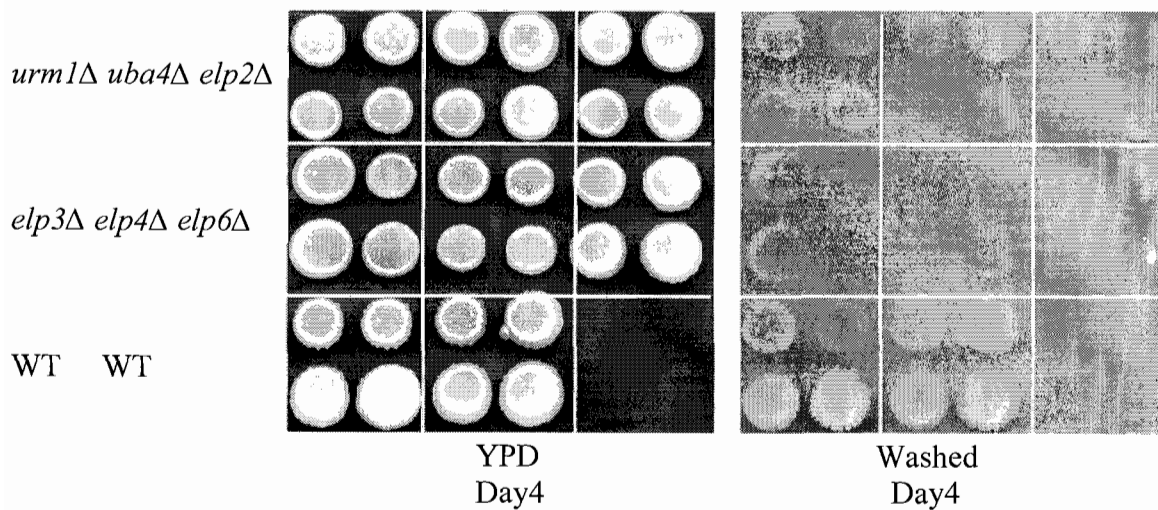 urm1Δ uba4Δ elp2Δ
elp3Δ elp4Δ elp6Δ
WT WT
YPD Washed
Day4 Day4